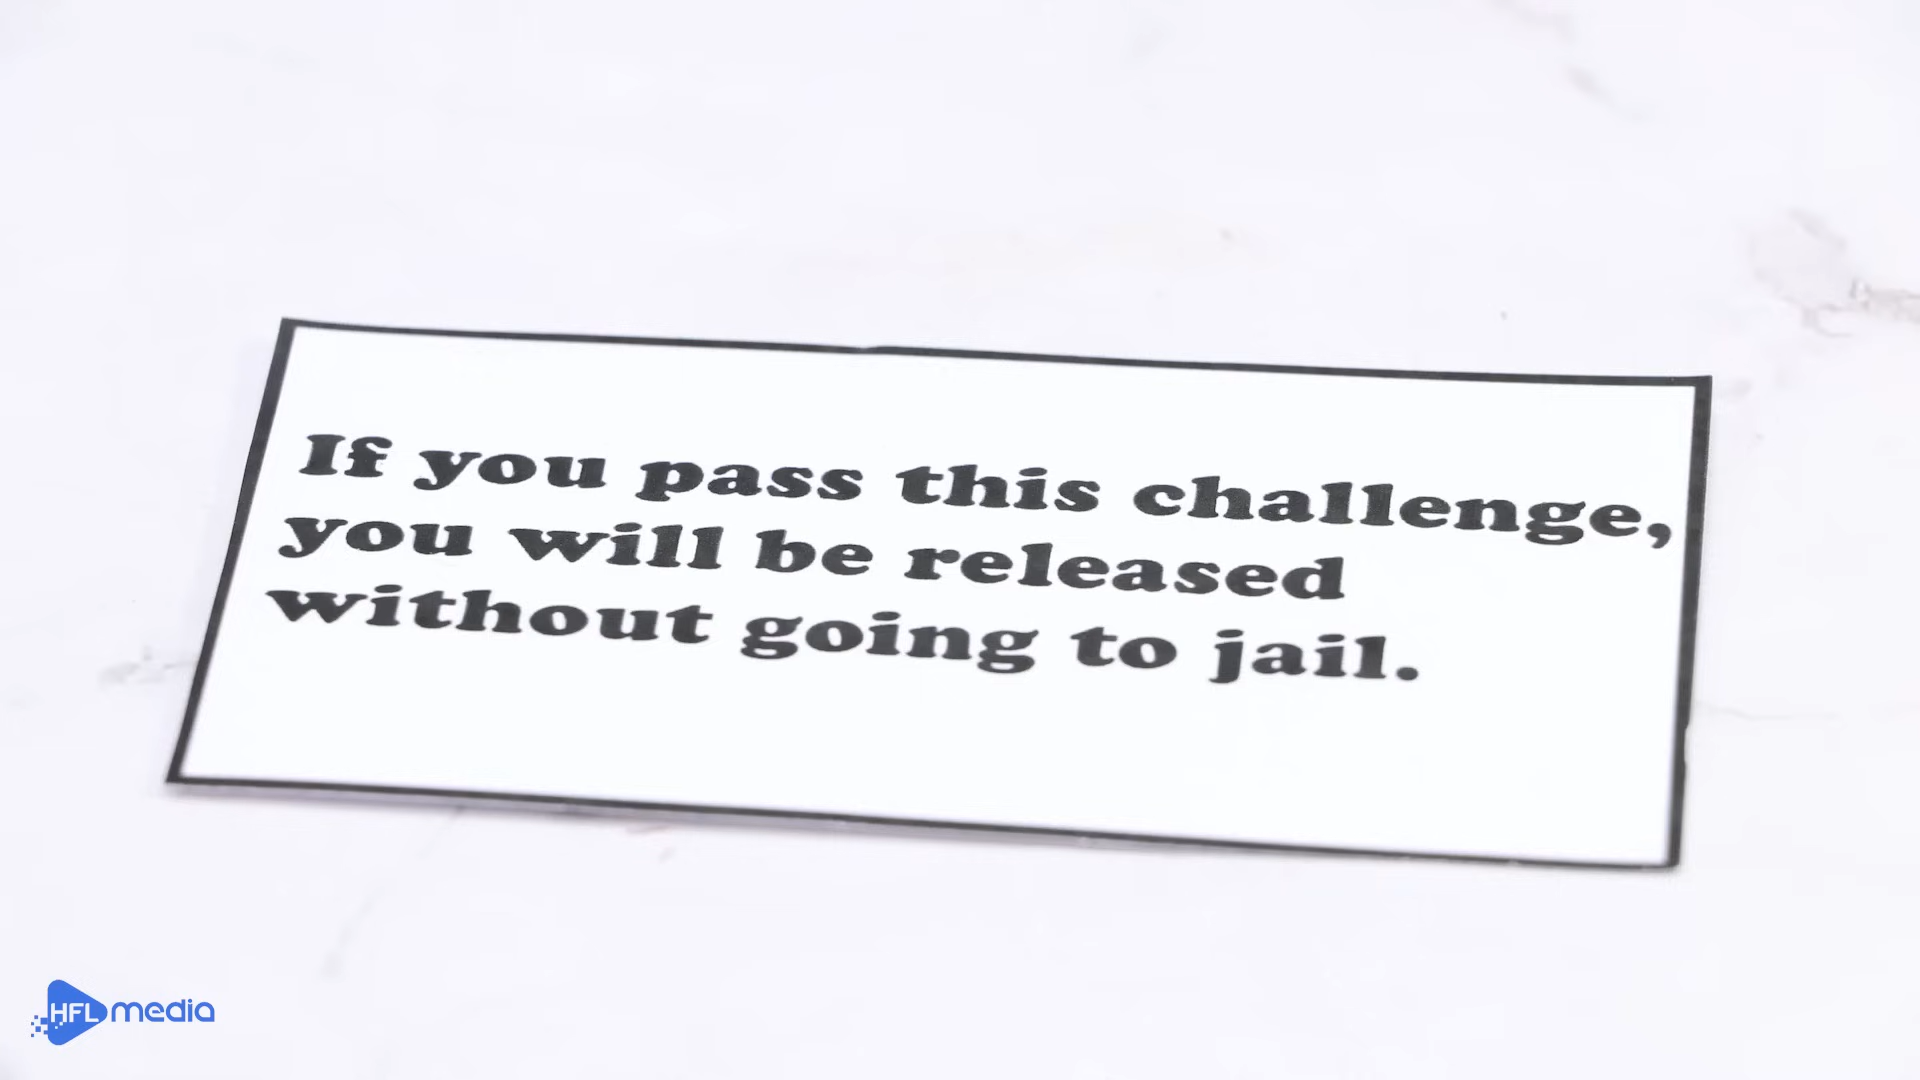 If you pass this challenge,
you will be released
without going to jail.
HFL media